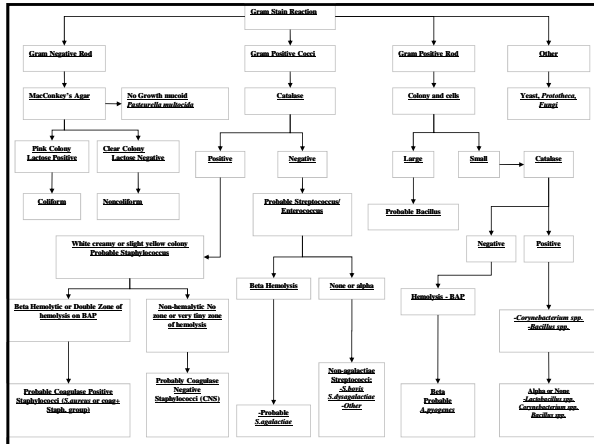 Gram Stain Reaction
Gram Negative Rod
Gram Positive Cocci
Gram Positive Rod
Other
MacConkey's Agar
No Growth mucoid
Pasteurella multocida
Catalase
Colony and cells
Yeast, Prototheca,
Fungi
Pink Colony
Lactose Positive
Clear Colony
Lactose Negative
Positive
Negative
Large
Small
Catalase
Coliform
Noncoliform
Probable Streptococcus/
Enterococcus
Probable Bacillus
White creamy or slight yellow colony
Probable Staphylococcus
Negative
Positive
Beta Hemolysis
None or alpha
Hemolysis - BAP
Beta Hemolytic or Double Zone of
hemolysis on BAP
Non-hemalytic No
zone or very tiny zone
of hemolysis
-Corynebacterium spp.
-Bacillus spp.
Probable Coagulase Positive
Staphylococci (S.aureus or coag+
Staph. group)
Probably Coagulase
Negative
Staphylococci (CNS)
-Probable
S.agalactiae
Non-agalactiae
Streptococci:
-S.bovis
S.dysagalactiae
-Other
Beta
Probable
A.pyogenes
Alpha or None
-Lactobacillus spp.
Corynebacterium spp.
Bacillus spp.